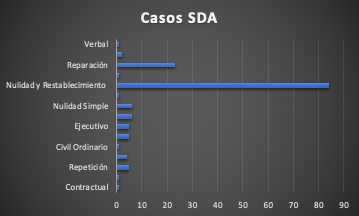 Casos SDA
Verbal
Reparación
Nulidad y Restablecimiento
Nulidad Simple
Ejecutivo
Civil Ordinario
Repetición
Contractual
0 10 20 30 40 50 60 70 80 90